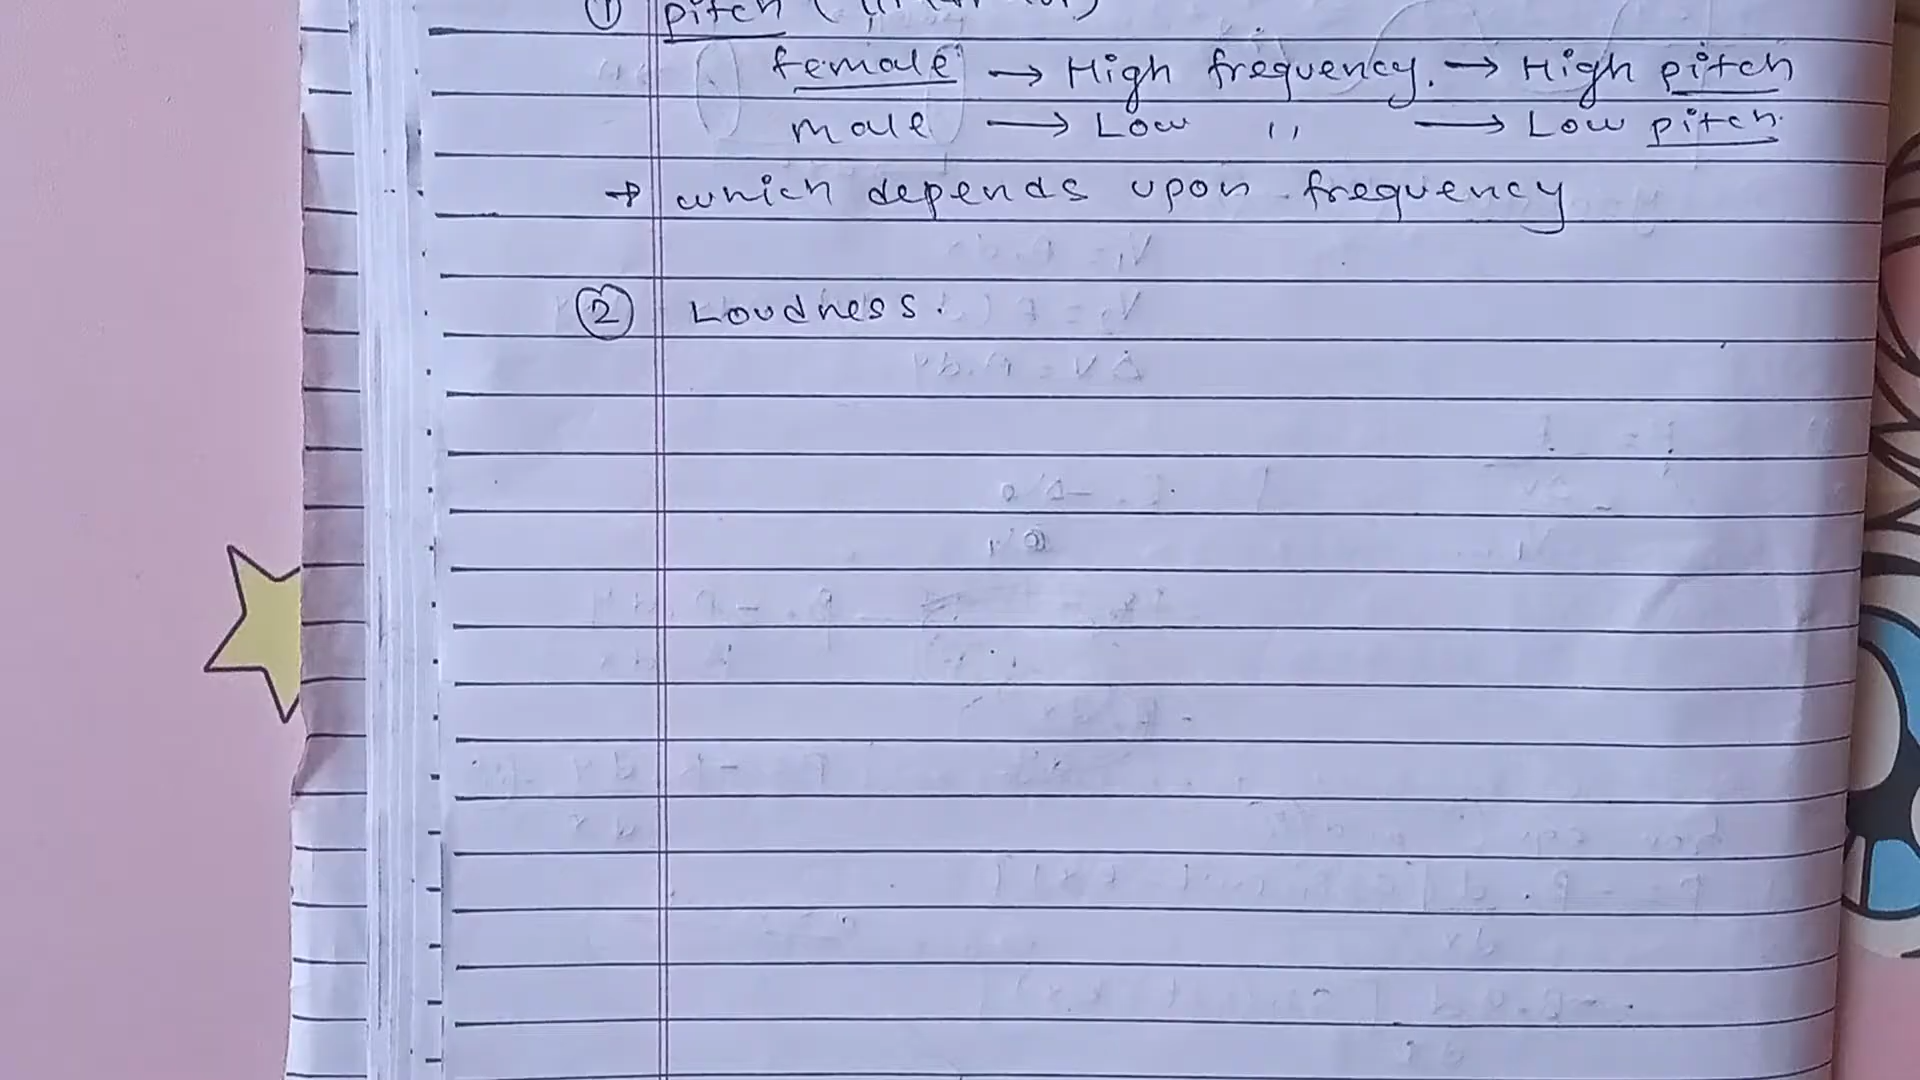 ① pitch (
female → High frequency. → High pitch
male → Low ,, → Low pitch.
→ which depends upon frequency
② Loudness.